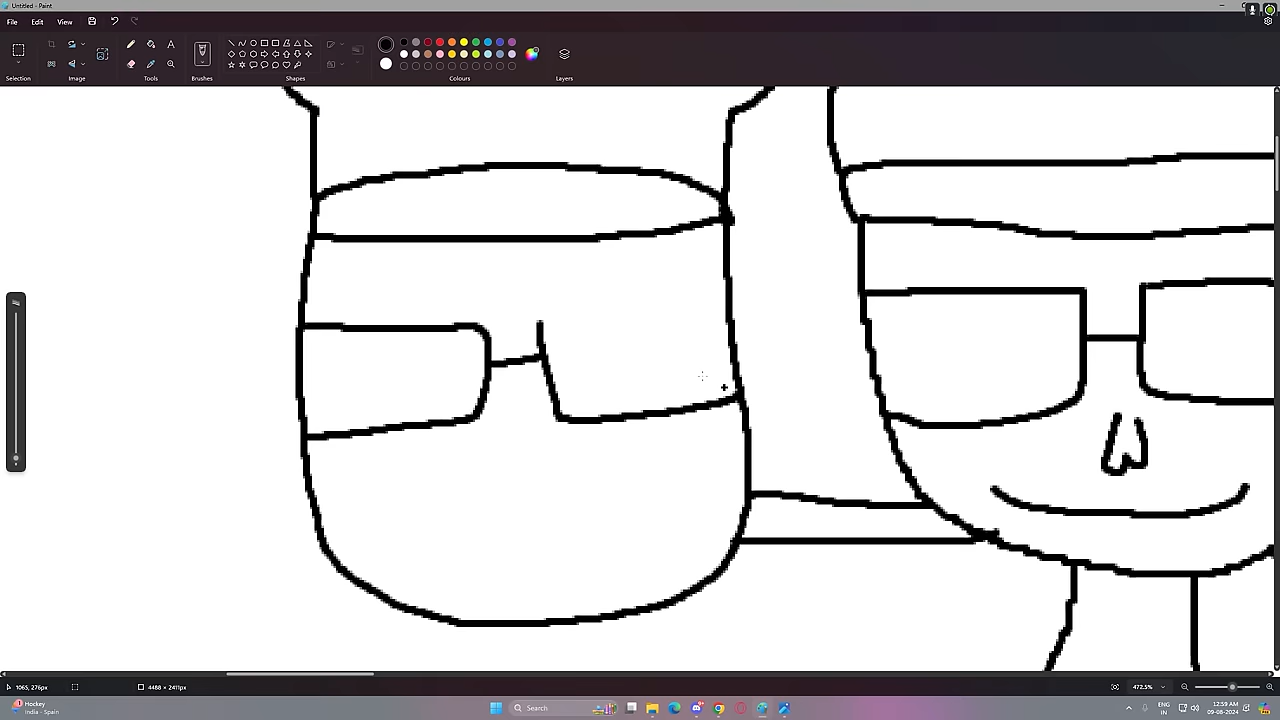 Untitled - Paint
File Edit View
Selection Image Tools Brushes Shapes Colours Layers
1065, 276px 4488 × 2411px 472.5%
Hockey
India - Spain
Search
ENG
IN
12:59 AM
09-08-2024